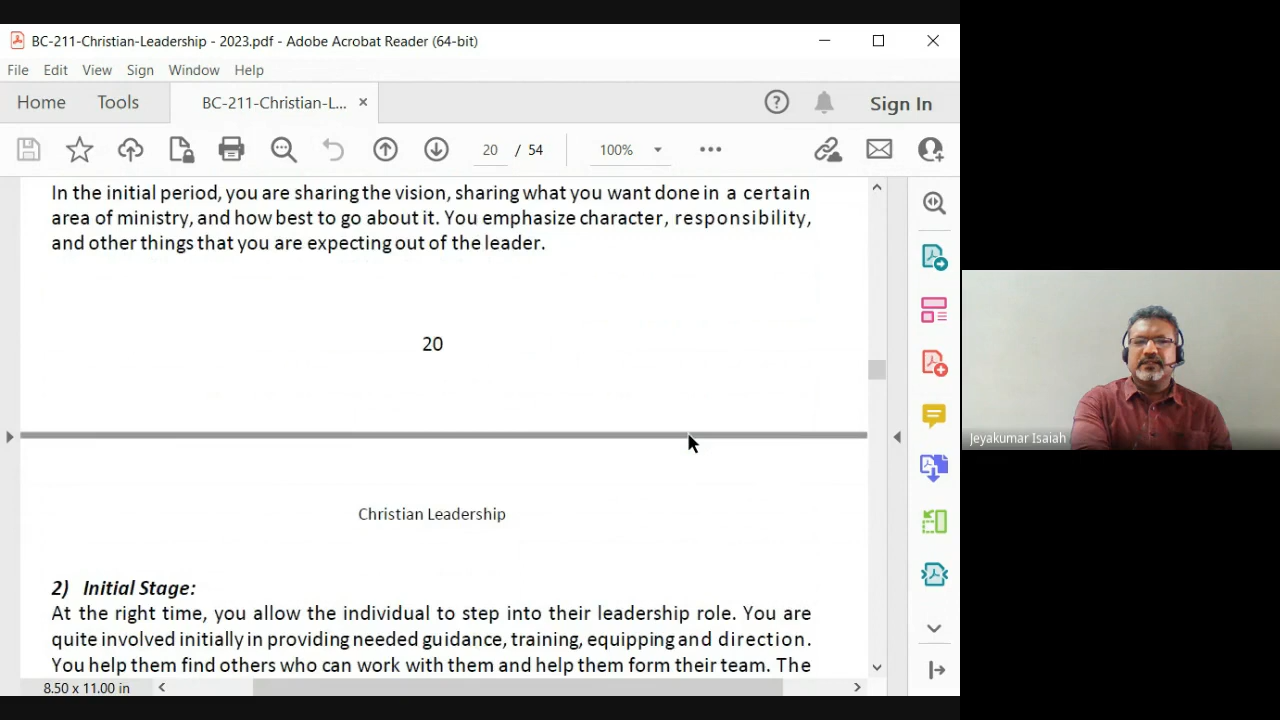 BC-211-Christian-Leadership - 2023.pdf - Adobe Acrobat Reader (64-bit)
File Edit View Sign Window Help
Home Tools BC-211-Christian-L... × Sign In
20 / 54 100%
In the initial period, you are sharing the vision, sharing what you want done in a certain
area of ministry, and how best to go about it. You emphasize character, responsibility,
and other things that you are expecting out of the leader.
20
Christian Leadership
2) Initial Stage:
At the right time, you allow the individual to step into their leadership role. You are
quite involved initially in providing needed guidance, training, equipping and direction.
You help them find others who can work with them and help them form their team. The
8.50 x 11.00 in
Jeyakumar Isaiah